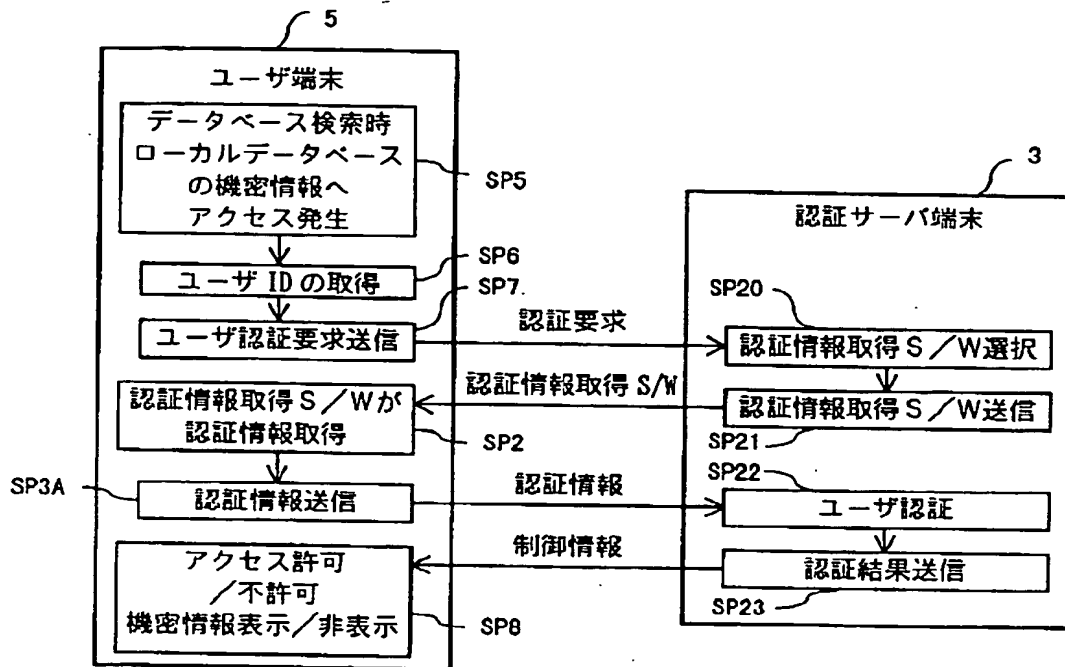 5
ユーザ端末
データベース検索時
ローカルデータベース
の機密情報へ
アクセス発生
SP5
ユーザIDの取得
SP6
ユーザ認証要求送信
SP7
認証要求
3
認証サーバ端末
SP20
認証情報取得S/W選択
認証情報取得S/W
認証情報取得S/W送信
SP21
認証情報取得S/Wが
認証情報取得
SP2
SP3A
認証情報送信
認証情報
SP22
ユーザ認証
制御情報
認証結果送信
SP23
アクセス許可
/不許可
機密情報表示/非表示
SP8